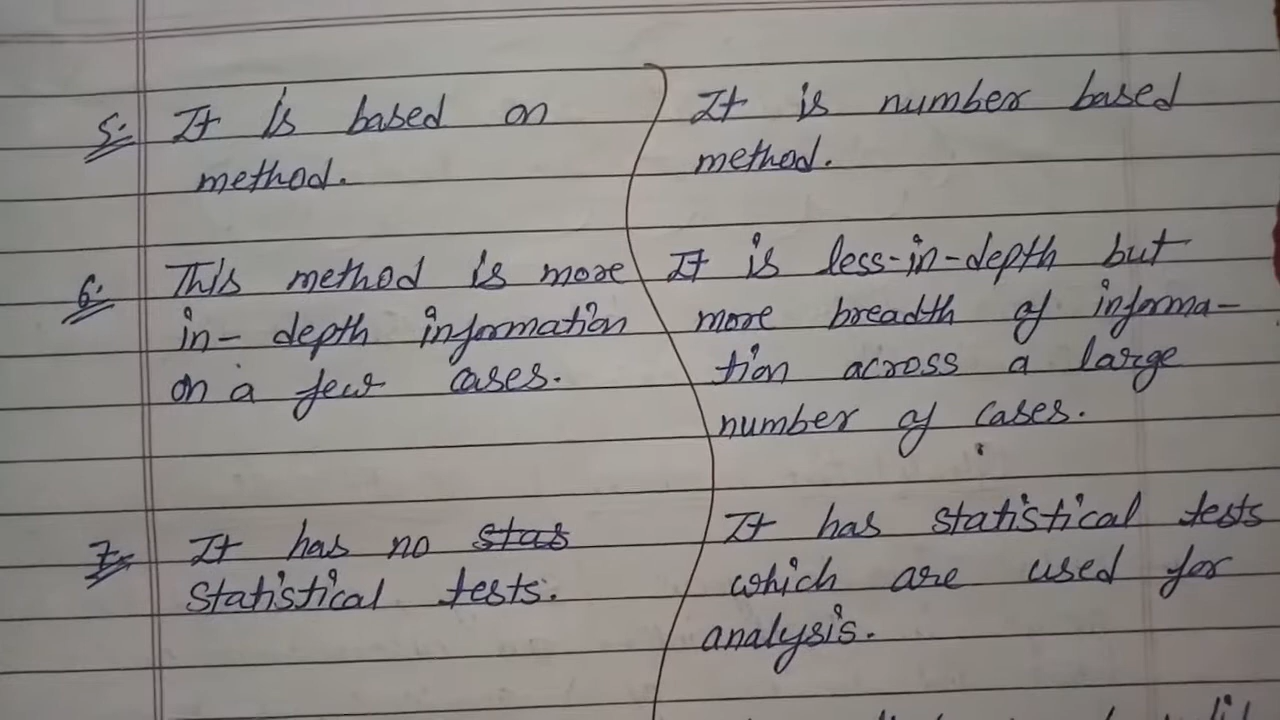 5. It is based on
method.
It is number based
method.
6. This method is more
in-depth information
on a few cases.
It is less-in-depth but
more breadth of informa-
tion across a large
number of cases.
7. It has no stas
Statistical tests.
It has statistical tests
which are used for
analysis.